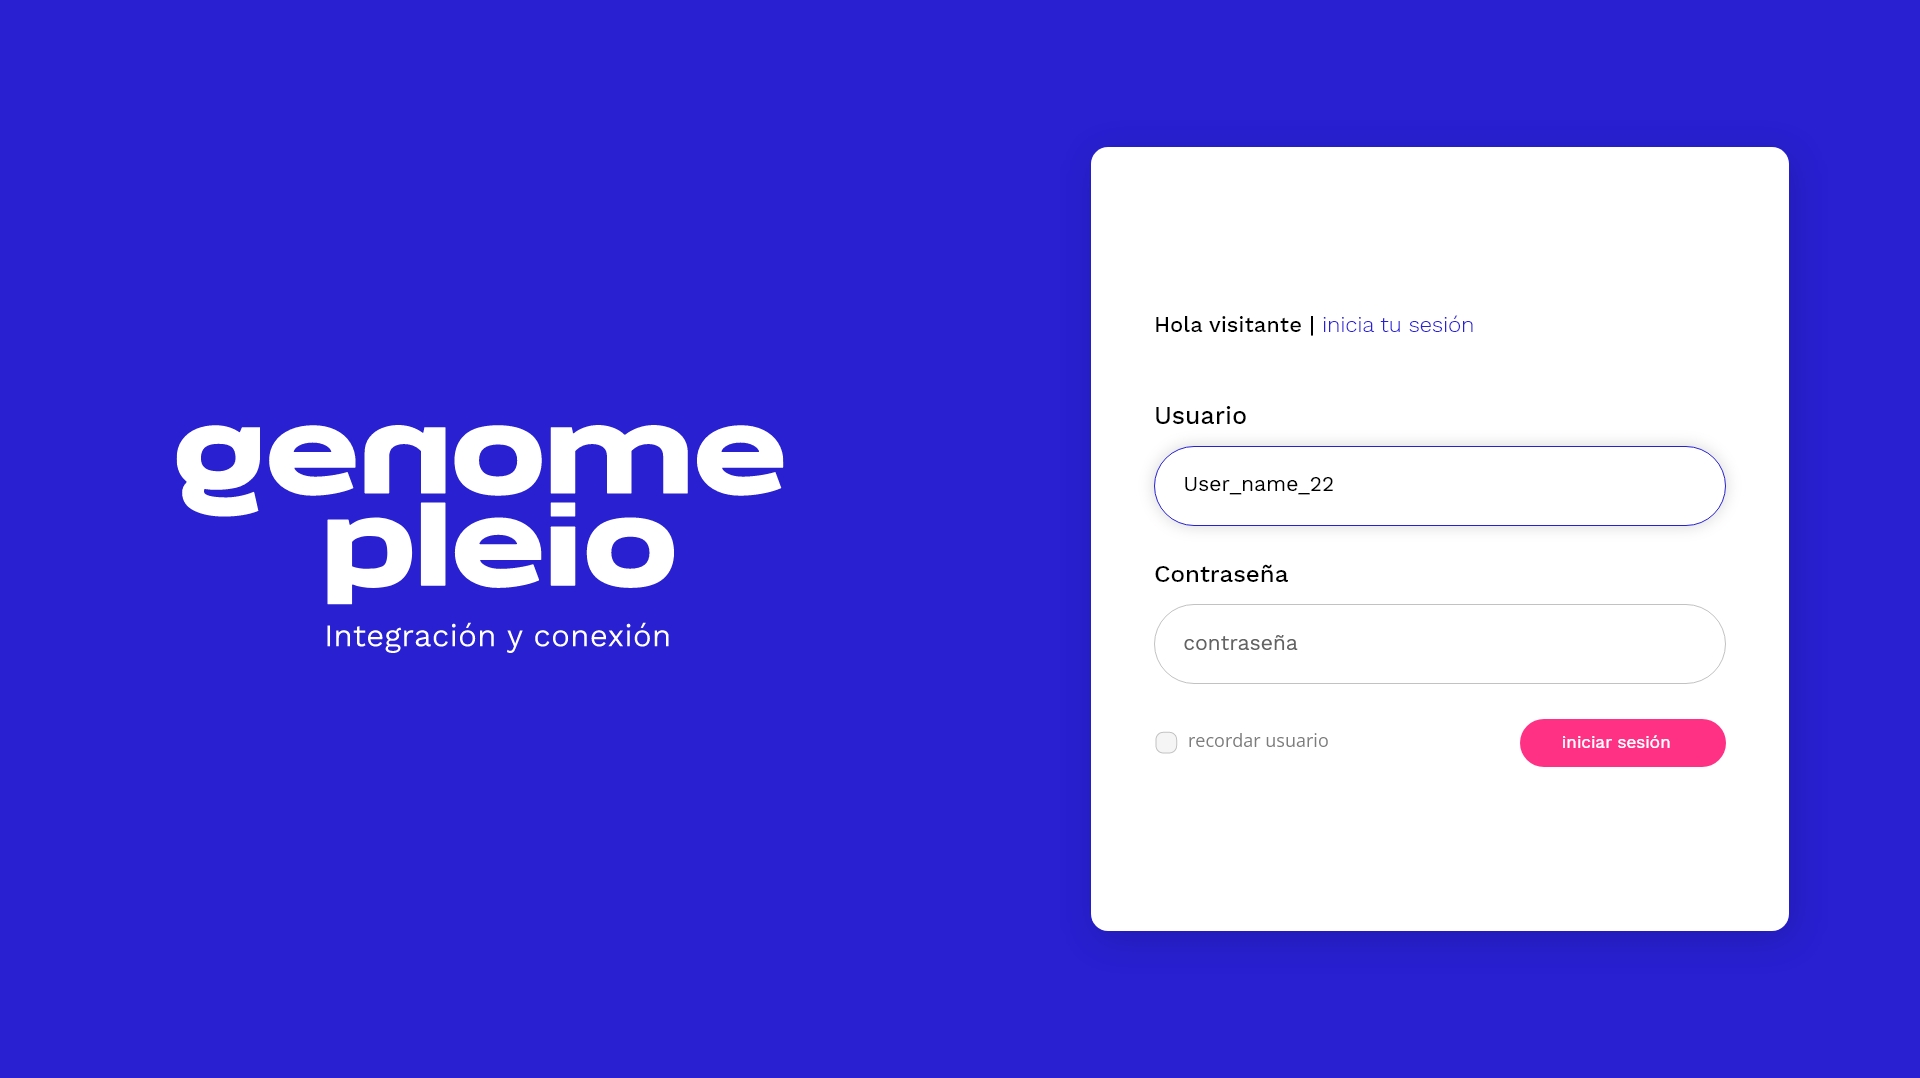 genome
pleio
Integración y conexión
Hola visitante | inicia tu sesión
Usuario
User_name_22
Contraseña
contraseña
recordar usuario
iniciar sesión